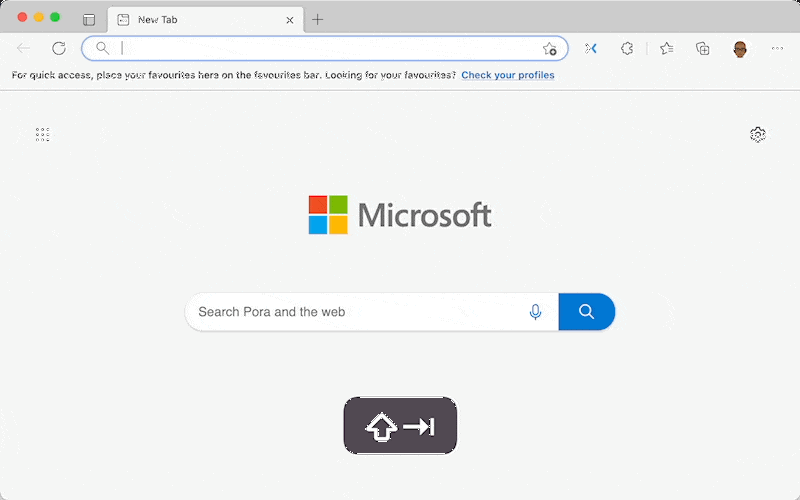 New Tab
For quick access, place your favourites here on the favourites bar. Looking for your favourites? Check your profiles
Microsoft
Search Pora and the web